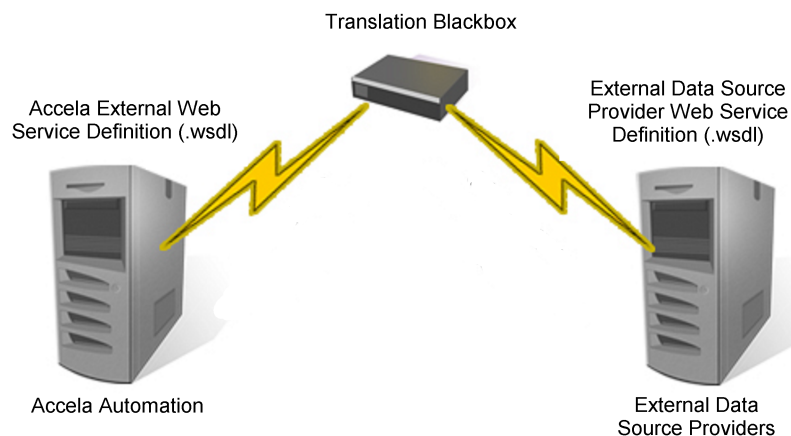 Translation Blackbox
Accela External Web
Service Definition (.wsdl)
External Data Source
Provider Web Service
Definition (.wsdl)
Accela Automation
External Data
Source Providers